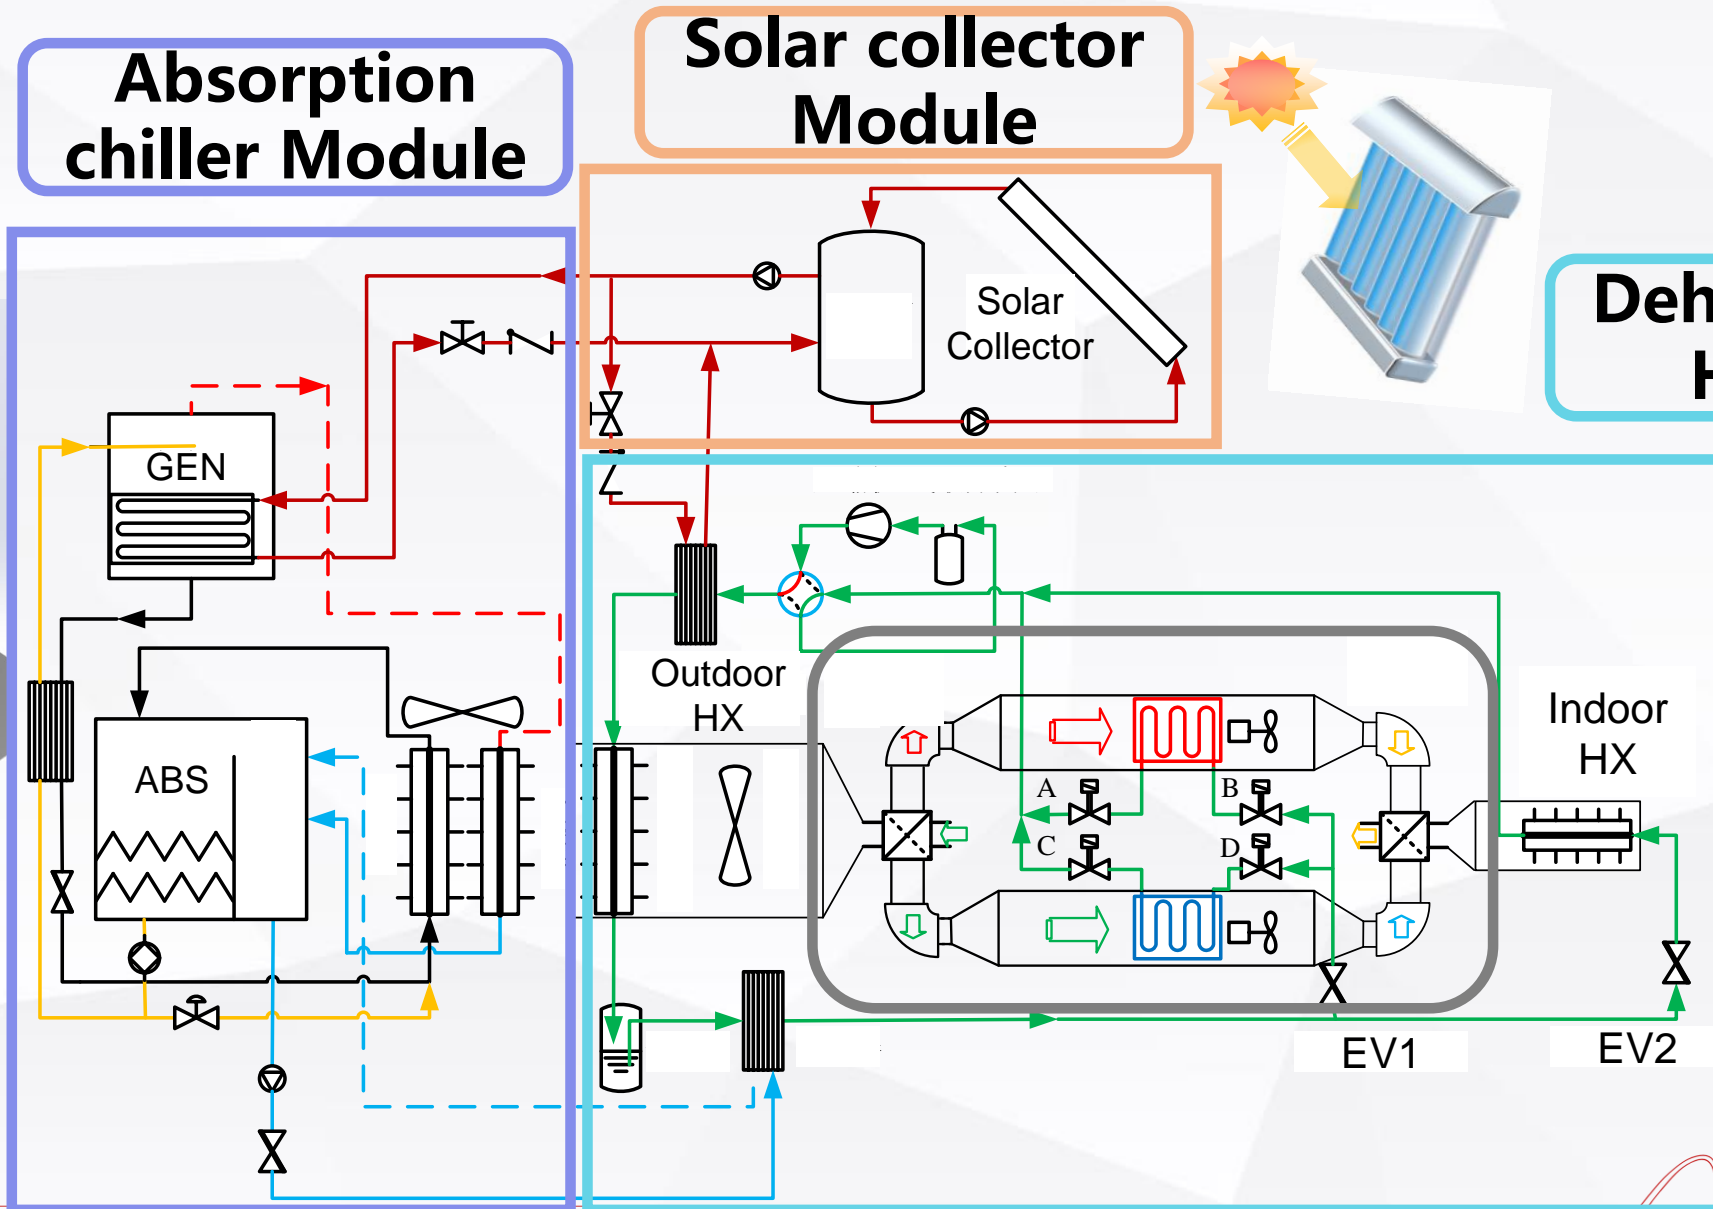 Absorption
chiller Module
Solar collector
Module
Deh
H
Solar
Collector
GEN
ABS
Outdoor
HX
Indoor
HX
A
B
C
D
EV1
EV2